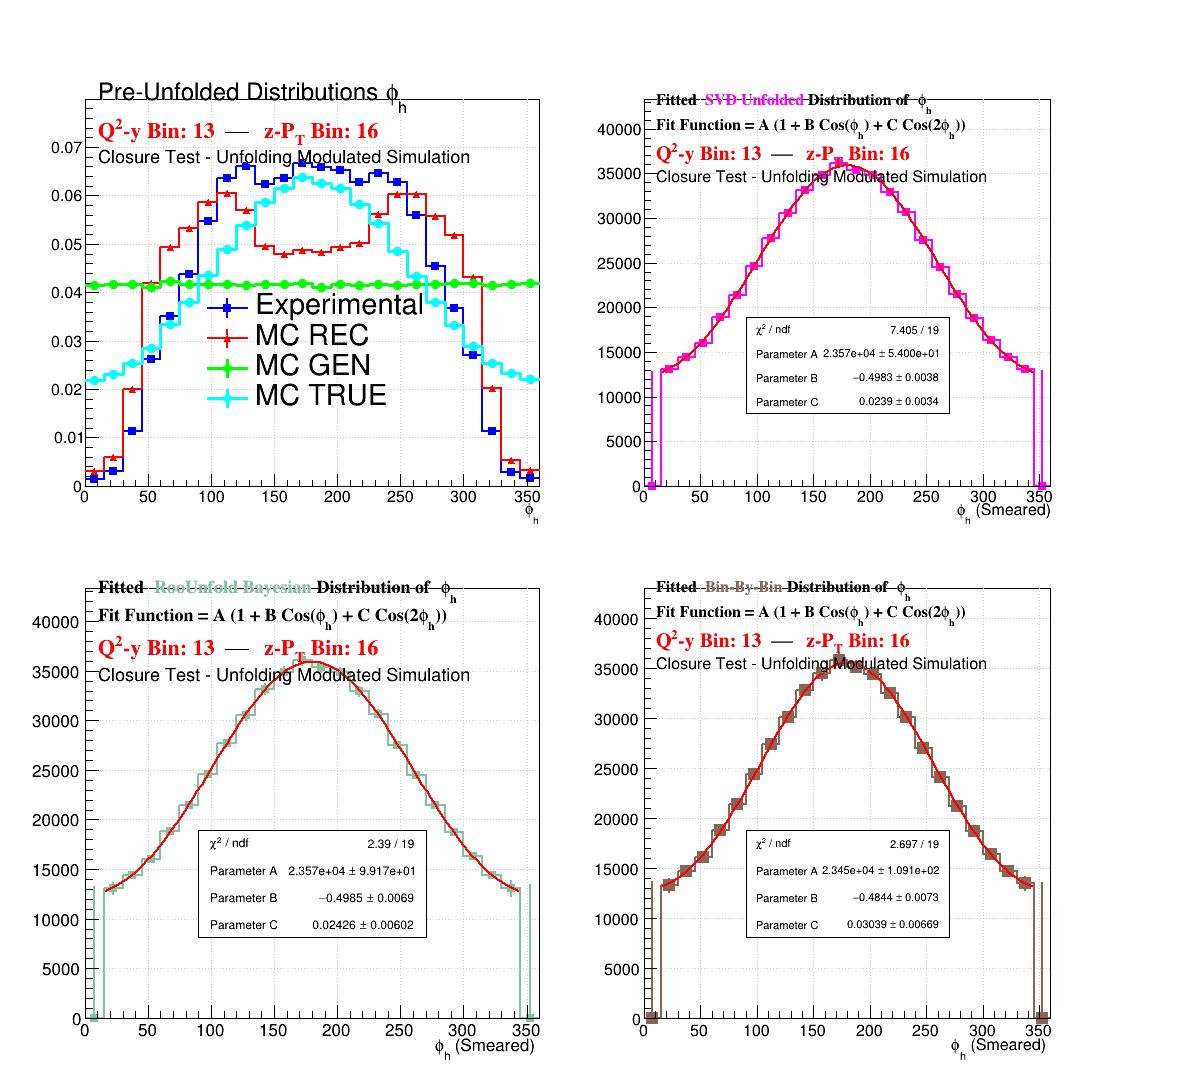 Pre-Unfolded Distributions ϕh
Q²-y Bin: 13 — z-PT Bin: 16
Closure Test - Unfolding Modulated Simulation
0.07
0.06
0.05
0.04
0.03
0.02
0.01
0
Experimental
MC REC
MC GEN
MC TRUE
0 50 100 150 200 250 300 350
ϕh
Fitted SVD Unfolded Distribution of ϕh
Fit Function = A (1 + B Cos(ϕh) + C Cos(2ϕh))
Q²-y Bin: 13 — z-PT Bin: 16
Closure Test - Unfolding Modulated Simulation
40000
35000
30000
25000
20000
15000
10000
5000
0
χ² / ndf 7.405 / 19
Parameter A 2.357e+04 ± 5.400e+01
Parameter B −0.4983 ± 0.0038
Parameter C 0.0239 ± 0.0034
0 50 100 150 200 250 300 350
ϕh (Smeared)
Fitted RooUnfold Bayesian Distribution of ϕh
Fit Function = A (1 + B Cos(ϕh) + C Cos(2ϕh))
Q²-y Bin: 13 — z-PT Bin: 16
Closure Test - Unfolding Modulated Simulation
40000
35000
30000
25000
20000
15000
10000
5000
0
χ² / ndf 2.39 / 19
Parameter A 2.357e+04 ± 9.917e+01
Parameter B −0.4985 ± 0.0069
Parameter C 0.02426 ± 0.00602
0 50 100 150 200 250 300 350
ϕh (Smeared)
Fitted Bin-By-Bin Distribution of ϕh
Fit Function = A (1 + B Cos(ϕh) + C Cos(2ϕh))
Q²-y Bin: 13 — z-PT Bin: 16
Closure Test - Unfolding Modulated Simulation
40000
35000
30000
25000
20000
15000
10000
5000
0
χ² / ndf 2.697 / 19
Parameter A 2.345e+04 ± 1.091e+02
Parameter B −0.4844 ± 0.0073
Parameter C 0.03039 ± 0.00669
0 50 100 150 200 250 300 350
ϕh (Smeared)